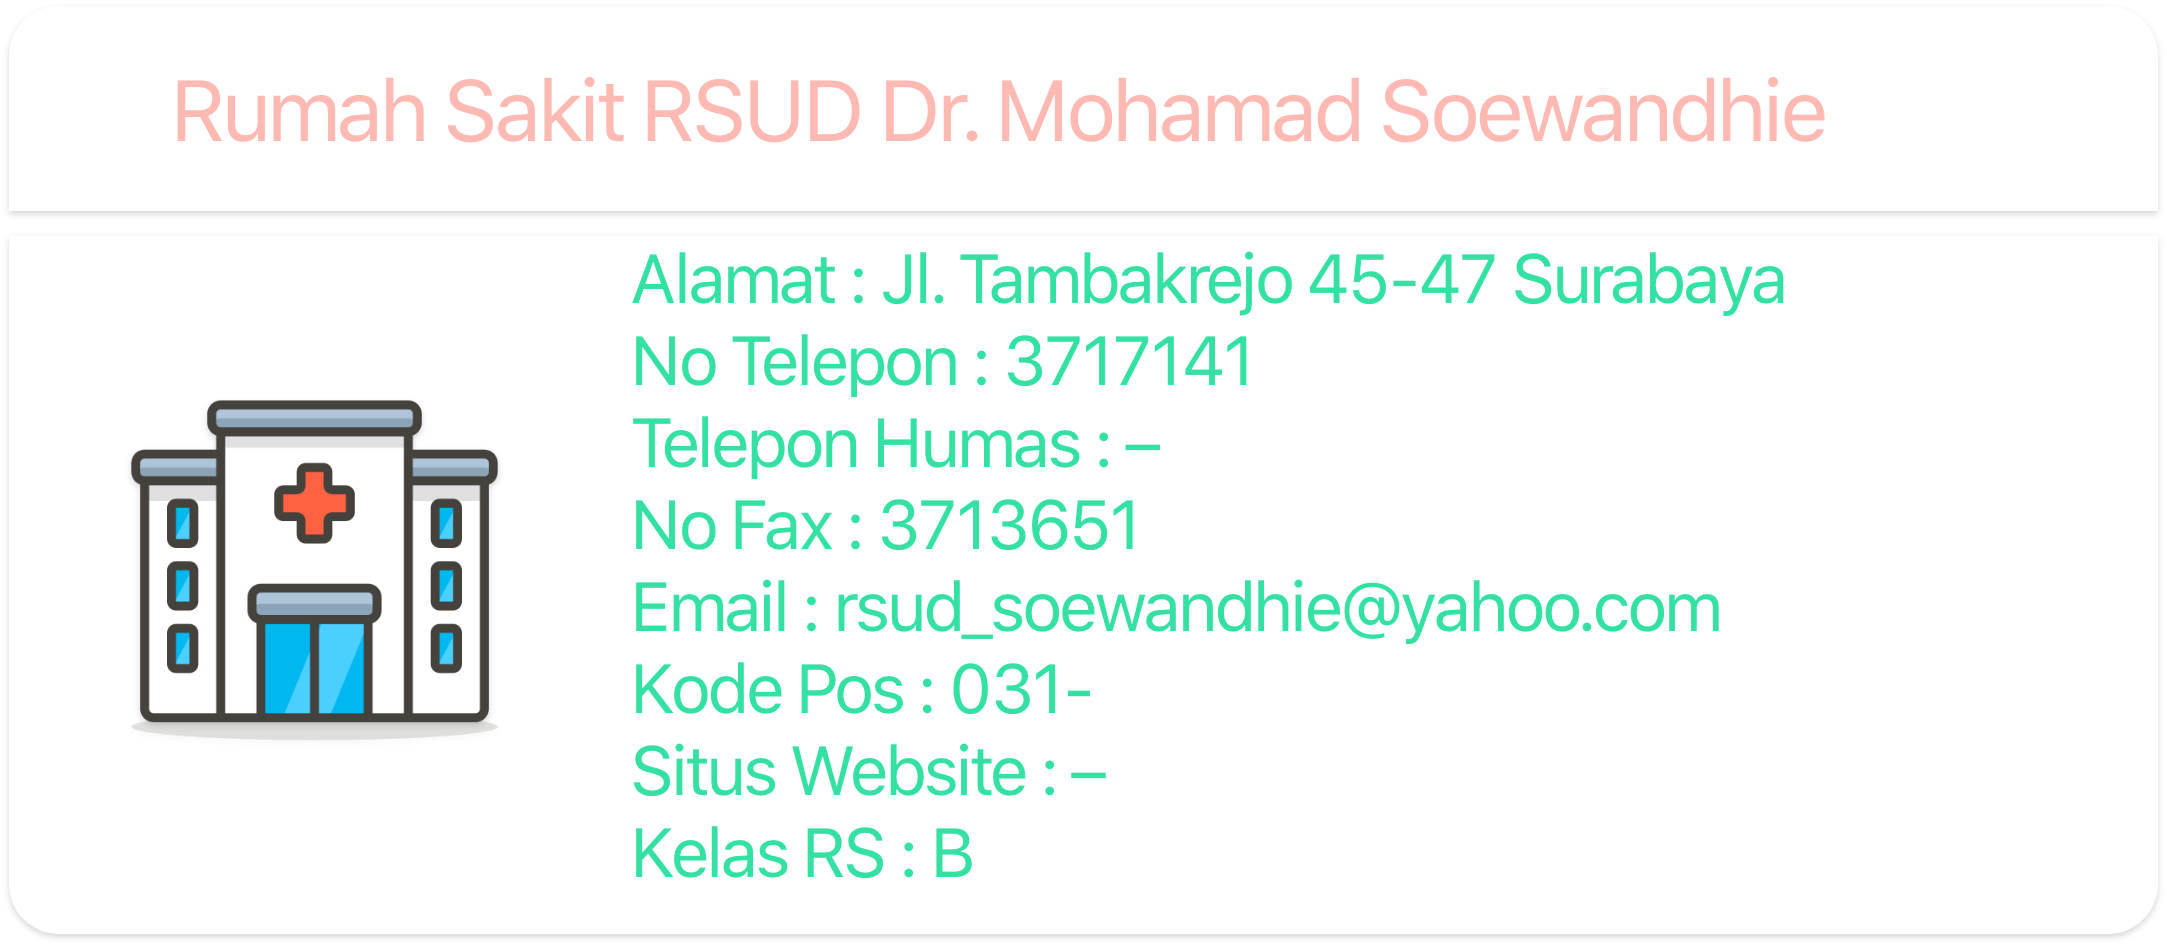 Rumah Sakit RSUD Dr. Mohamad Soewandhie
Alamat : Jl. Tambakrejo 45-47 Surabaya
No Telepon : 3717141
Telepon Humas : –
No Fax : 3713651
Email : rsud_soewandhie@yahoo.com
Kode Pos : 031-
Situs Website : –
Kelas RS : B